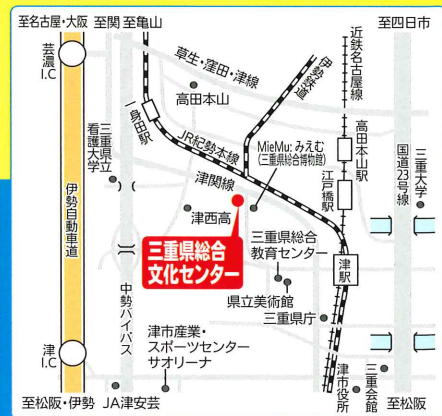 至名古屋・大阪
至関
至亀山
至四日市
芸濃
I.C
草生・窪田・津線
高田本山
伊勢鉄道
近鉄名古屋線
一身田駅
三重県立
看護大学
JR紀勢本線
MieMu:みえむ
(三重県総合博物館)
高田本山駅
江戸橋駅
国道23号線
三重大学
津関線
伊勢自動車道
津西高
三重県総合
文化センター
三重県総合
教育センター
中勢バイパス
県立美術館
津駅
三重県庁
津市産業・
スポーツセンター
サオリーナ
津
I.C
津市役所
三重会館
至松阪・伊勢
JA津安芸
至松阪